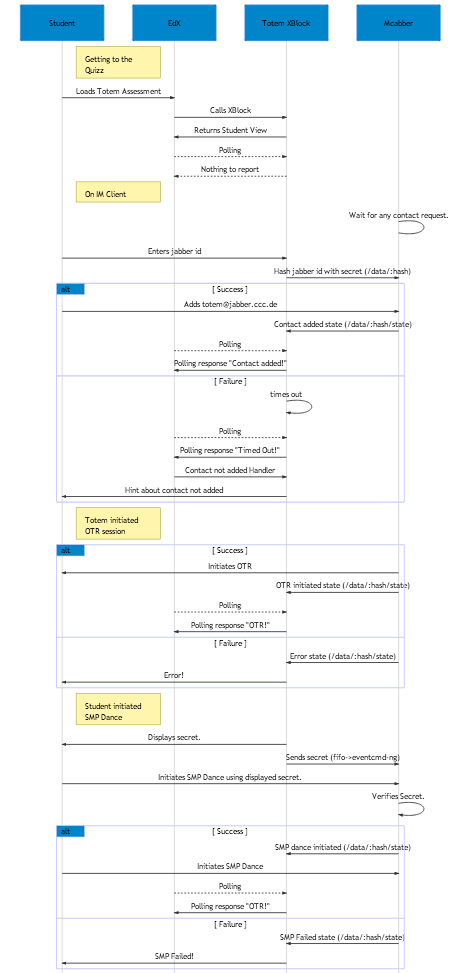 Student
EdX
Totem XBlock
Mcabber
Getting to the
Quizz
Loads Totem Assessment
Calls XBlock
Returns Student View
Polling
Nothing to report
On IM Client
Wait for any contact request.
Enters jabber id
Hash jabber id with secret (/data/:hash)
alt
[ Success ]
Adds totem@jabber.ccc.de
Contact added state (/data/:hash/state)
Polling
Polling response "Contact added!"
[ Failure ]
times out
Polling
Polling response "Timed Out!"
Contact not added Handler
Hint about contact not added
Totem initiated
OTR session
alt
[ Success ]
Initiates OTR
OTR initiated state (/data/:hash/state)
Polling
Polling response "OTR!"
[ Failure ]
Error state (/data/:hash/state)
Error!
Student initiated
SMP Dance
Displays secret.
Sends secret (fifo->eventcmd-ng)
Initiates SMP Dance using displayed secret.
Verifies Secret.
alt
[ Success ]
SMP dance initiated (/data/:hash/state)
Initiates SMP Dance
Polling
Polling response "OTR!"
[ Failure ]
SMP Failed state (/data/:hash/state)
SMP Failed!